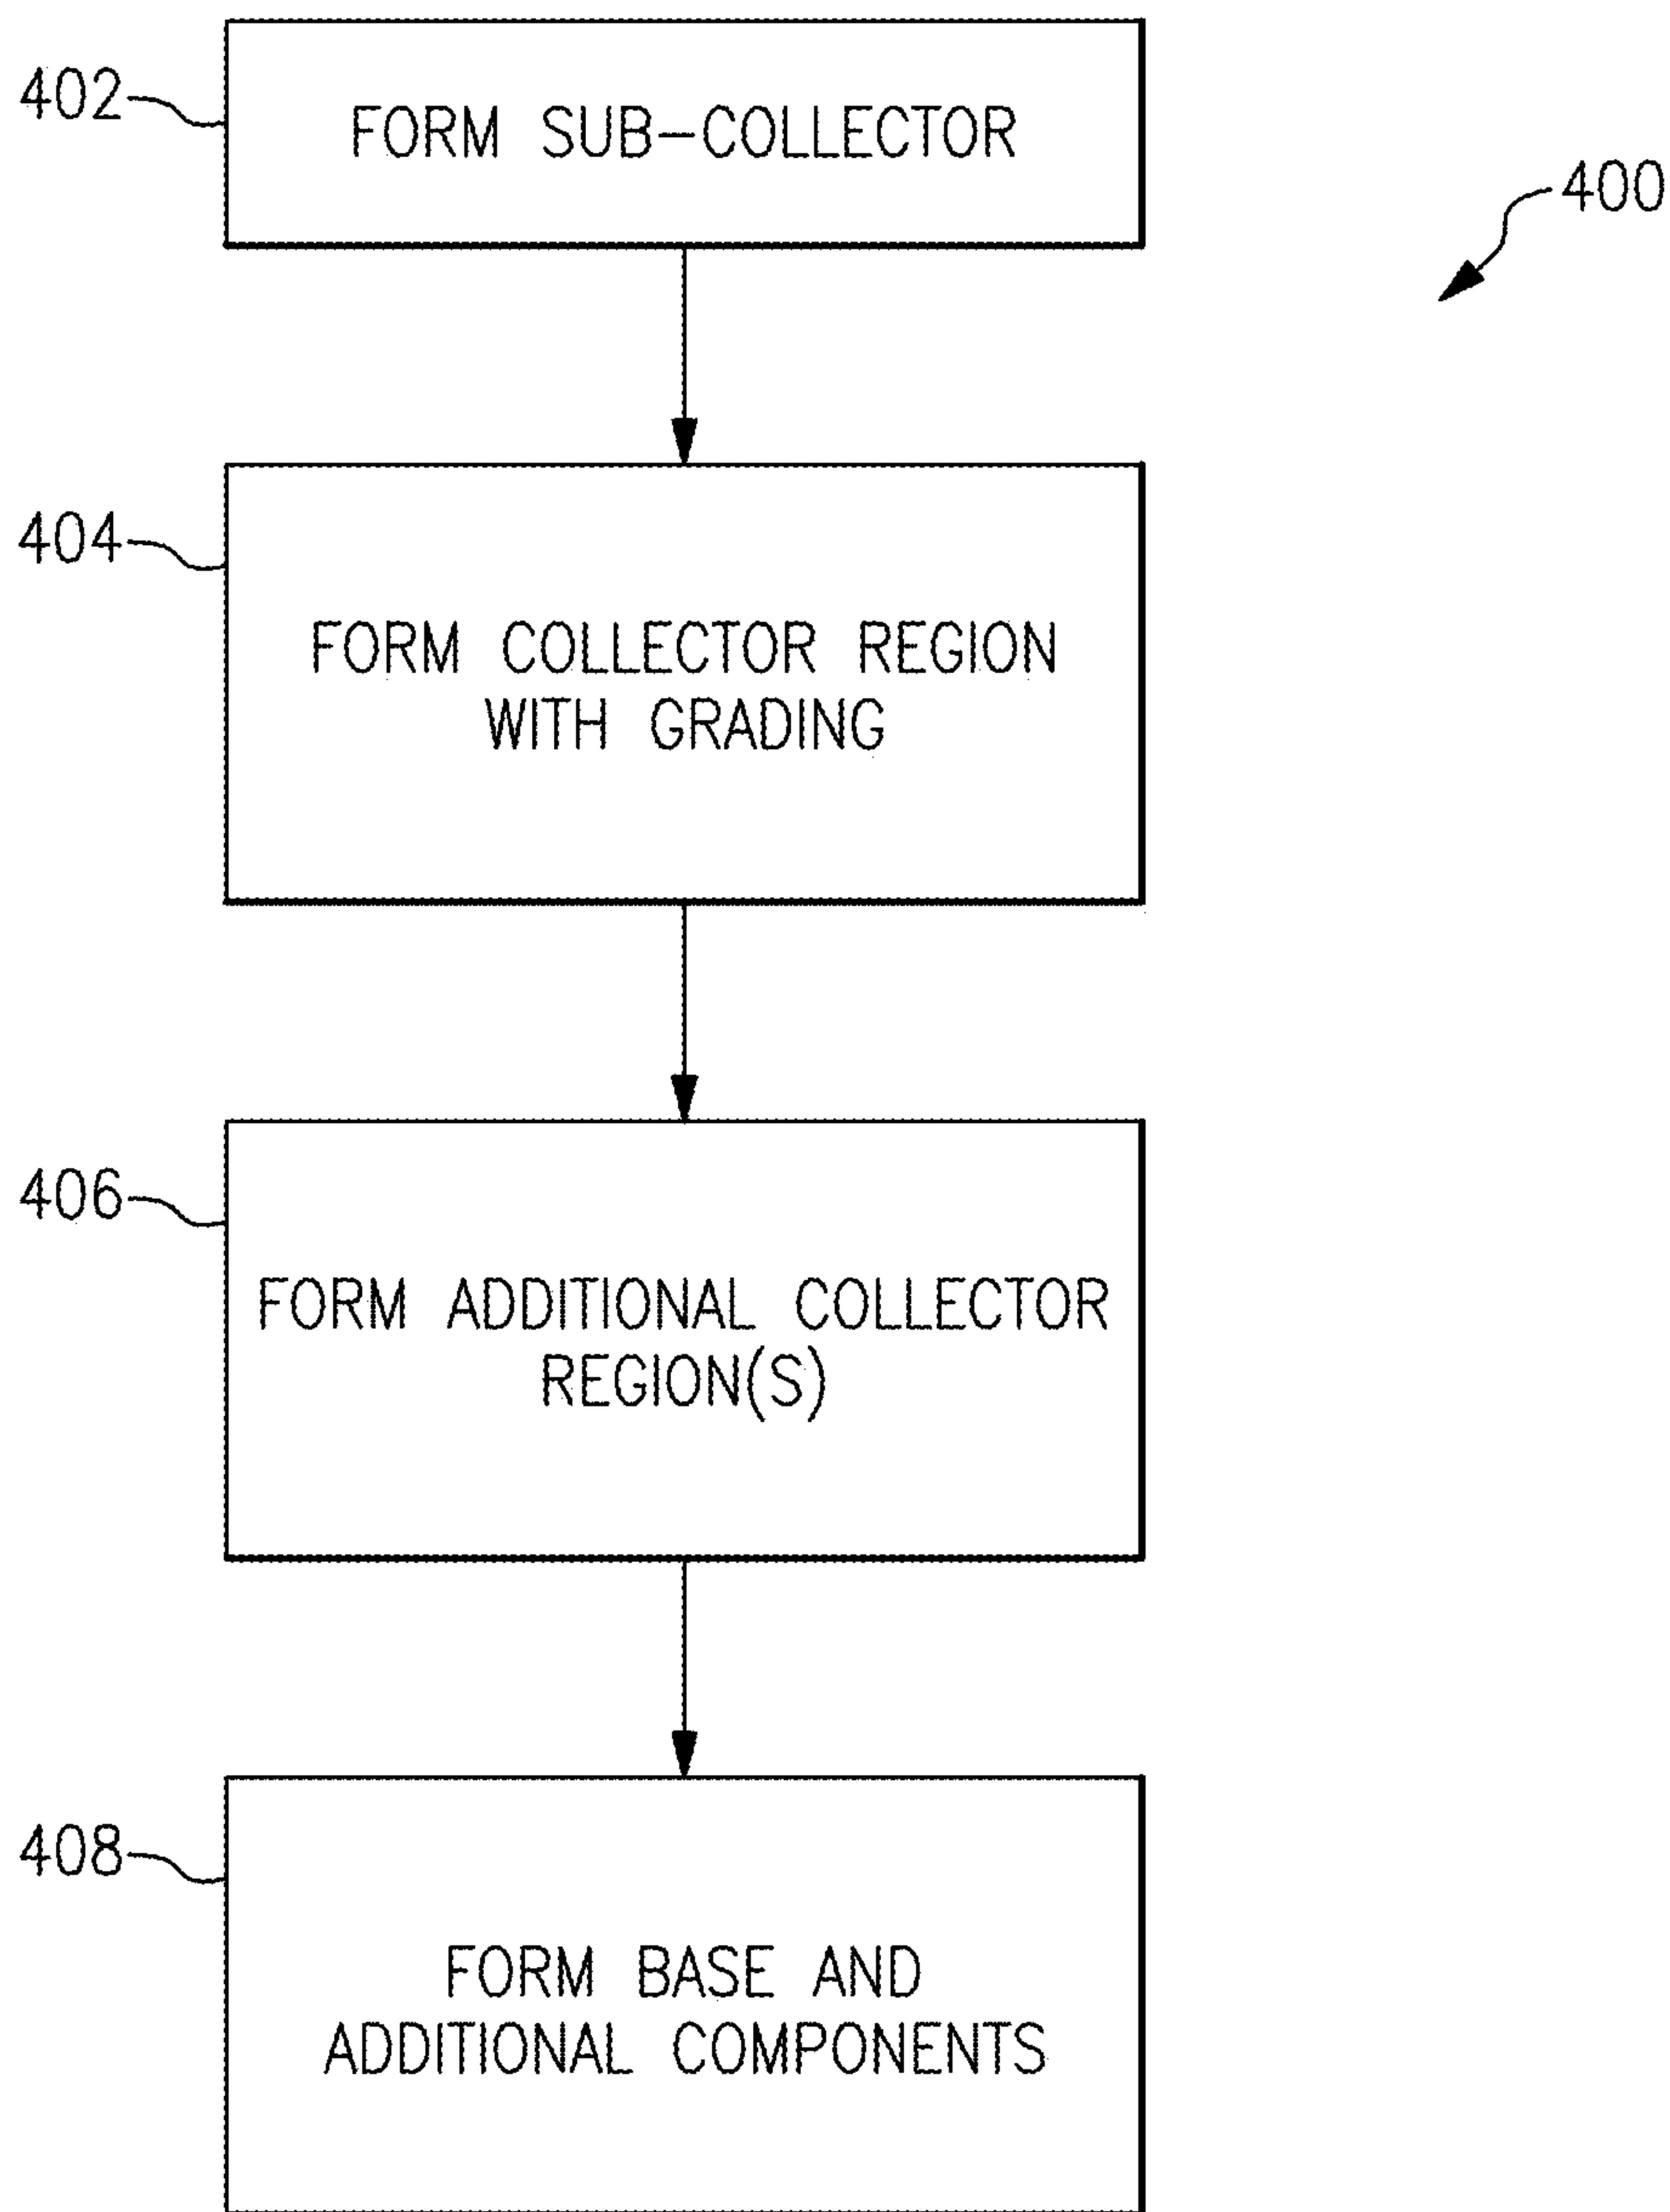 402
FORM SUB-COLLECTOR
400
404
FORM COLLECTOR REGION
WITH GRADING
406
FORM ADDITIONAL COLLECTOR
REGION(S)
408
FORM BASE AND
ADDITIONAL COMPONENTS